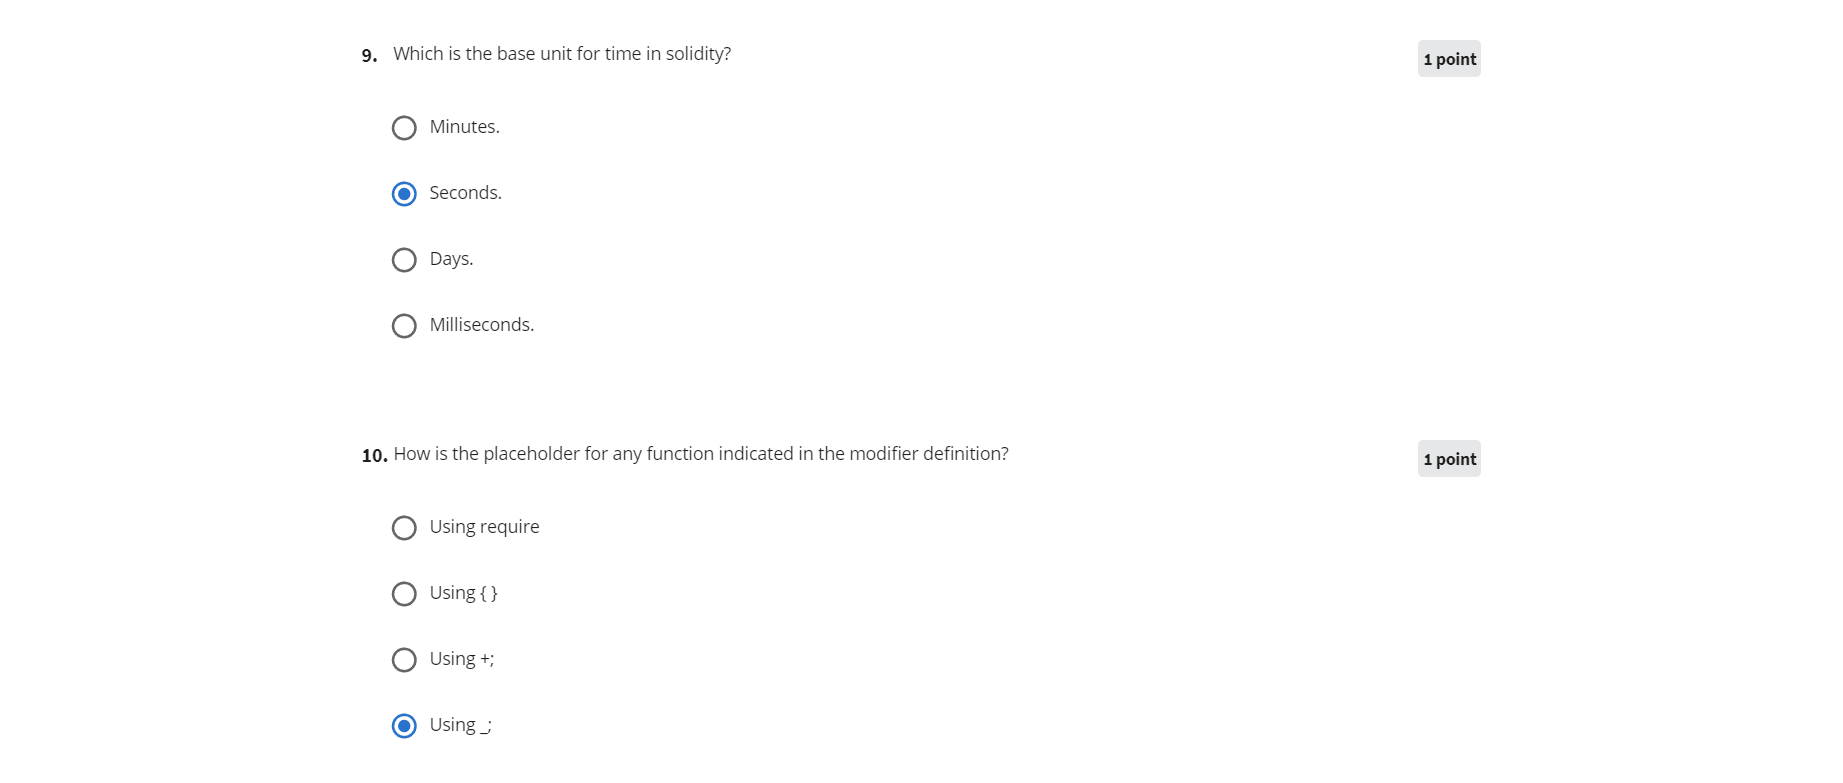 9. Which is the base unit for time in solidity?
1 point
Minutes.
Seconds.
Days.
Milliseconds.
10. How is the placeholder for any function indicated in the modifier definition?
1 point
Using require
Using { }
Using +;
Using _;